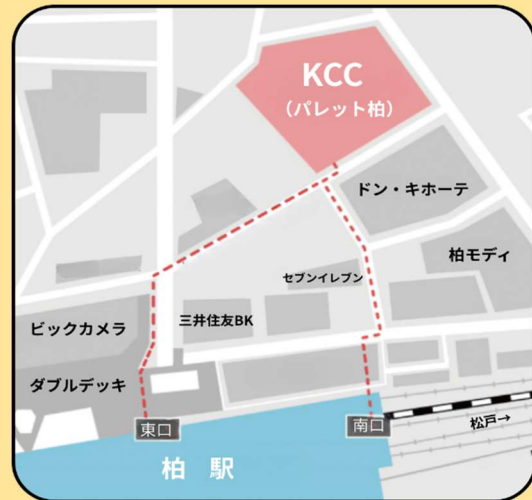 KCC
（パレット柏）
ドン・キホーテ
柏モディ
セブンイレブン
三井住友BK
ビックカメラ
ダブルデッキ
東口
南口
松戸→
柏 駅